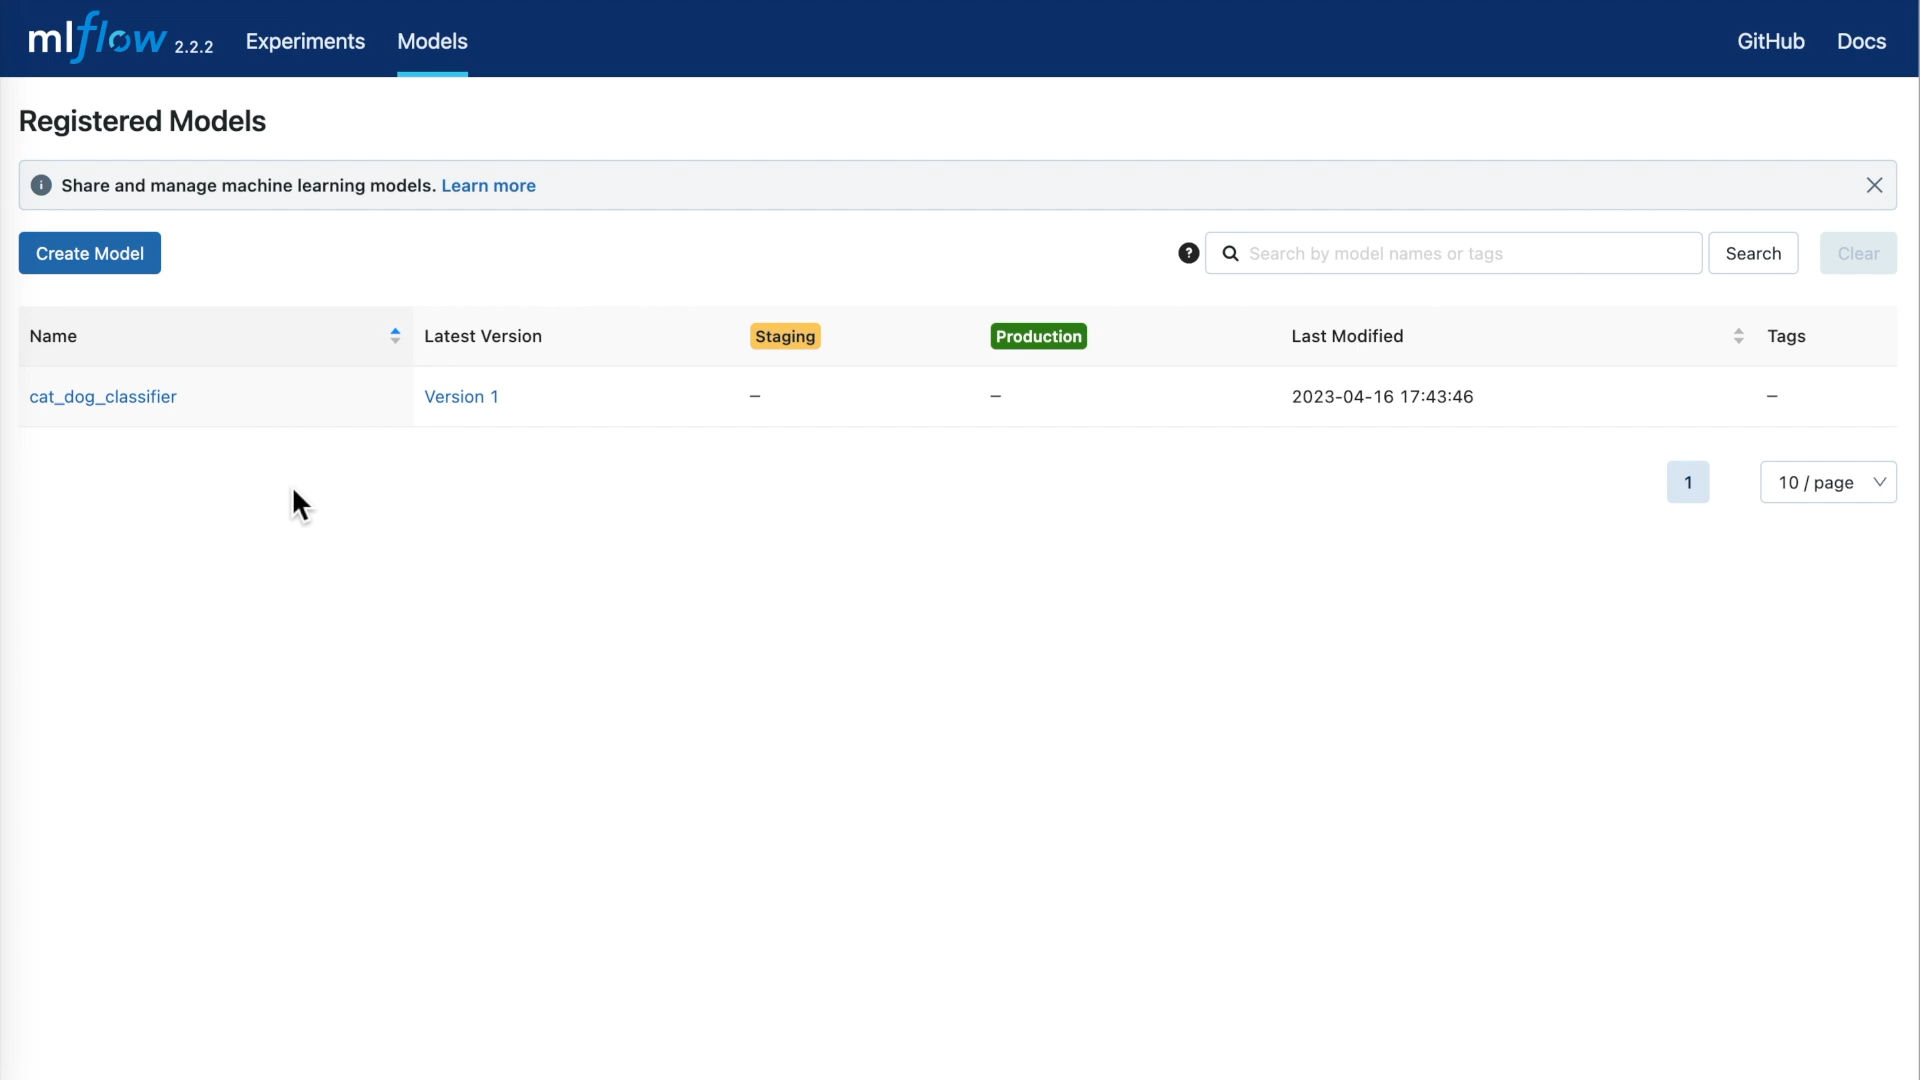 mlflow 2.2.2 Experiments Models GitHub Docs
Registered Models
Share and manage machine learning models. Learn more
Create Model ? Search by model names or tags Search Clear
Name Latest Version Staging Production Last Modified Tags
cat_dog_classifier Version 1 – – 2023-04-16 17:43:46 –
1 10 / page